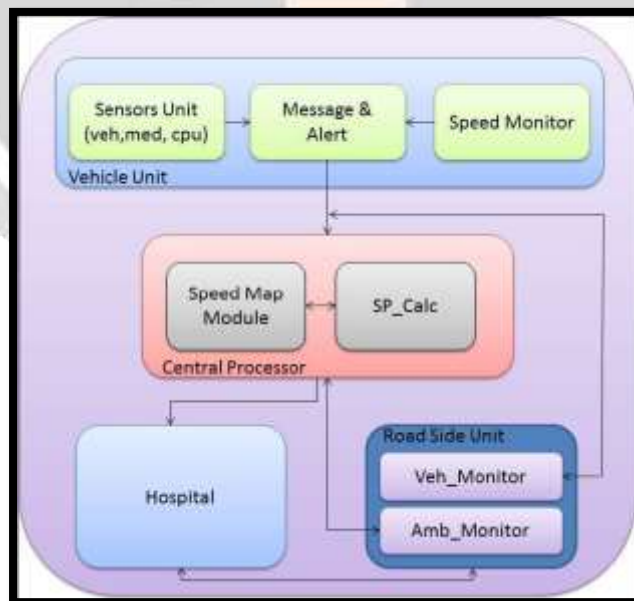 Sensors Unit
(veh,med, cpu)
Message &
Alert
Speed Monitor
Vehicle Unit
Speed Map
Module
SP_Calc
Central Processor
Hospital
Road Side Unit
Veh_Monitor
Amb_Monitor